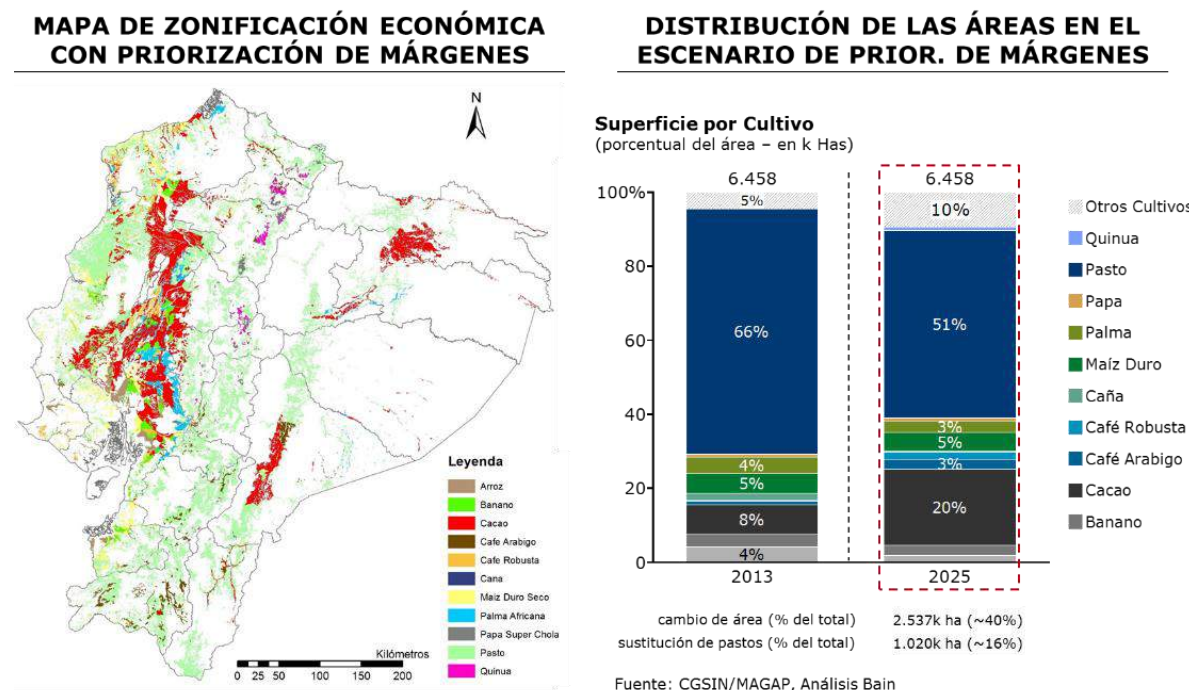 MAPA DE ZONIFICACIÓN ECONÓMICA
CON PRIORIZACIÓN DE MÁRGENES
N
Leyenda
Arroz
Banano
Cacao
Cafe Arabigo
Cafe Robusta
Cana
Maiz Duro Seco
Palma Africana
Papa Super Chola
Pasto
Quinua
Kilómetros
0 25 50 100 150 200
DISTRIBUCIÓN DE LAS ÁREAS EN EL
ESCENARIO DE PRIOR. DE MÁRGENES
Superficie por Cultivo
(porcentual del área – en k Has)
6.458 6.458
100%
80
60
40
20
0
5%
66%
4%
5%
8%
4%
10%
51%
3%
5%
3%
20%
2013 2025
Otros Cultivos
Quinua
Pasto
Papa
Palma
Maíz Duro
Caña
Café Robusta
Café Arabigo
Cacao
Banano
cambio de área (% del total) 2.537k ha (~40%)
sustitución de pastos (% del total) 1.020k ha (~16%)
Fuente: CGSIN/MAGAP, Análisis Bain